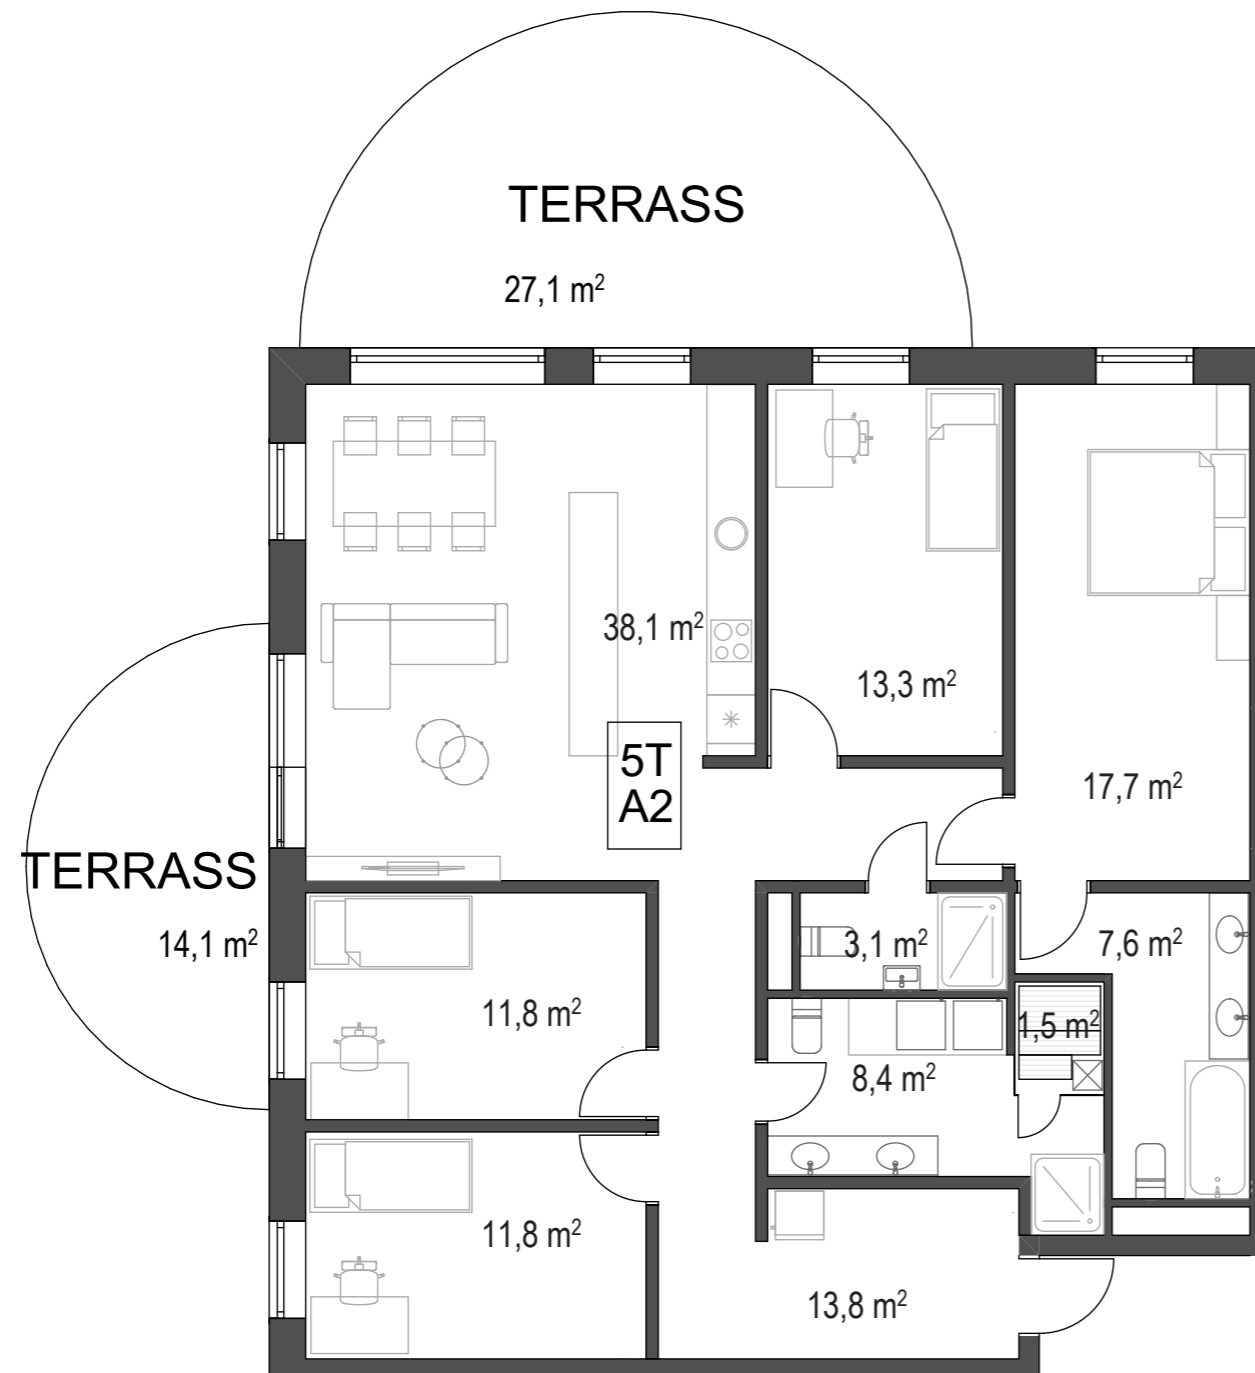 TERRASS
27,1 m²
38,1 m²
13,3 m²
5T
A2
17,7 m²
TERRASS
14,1 m²
3,1 m²
7,6 m²
11,8 m²
1,5 m²
8,4 m²
11,8 m²
13,8 m²